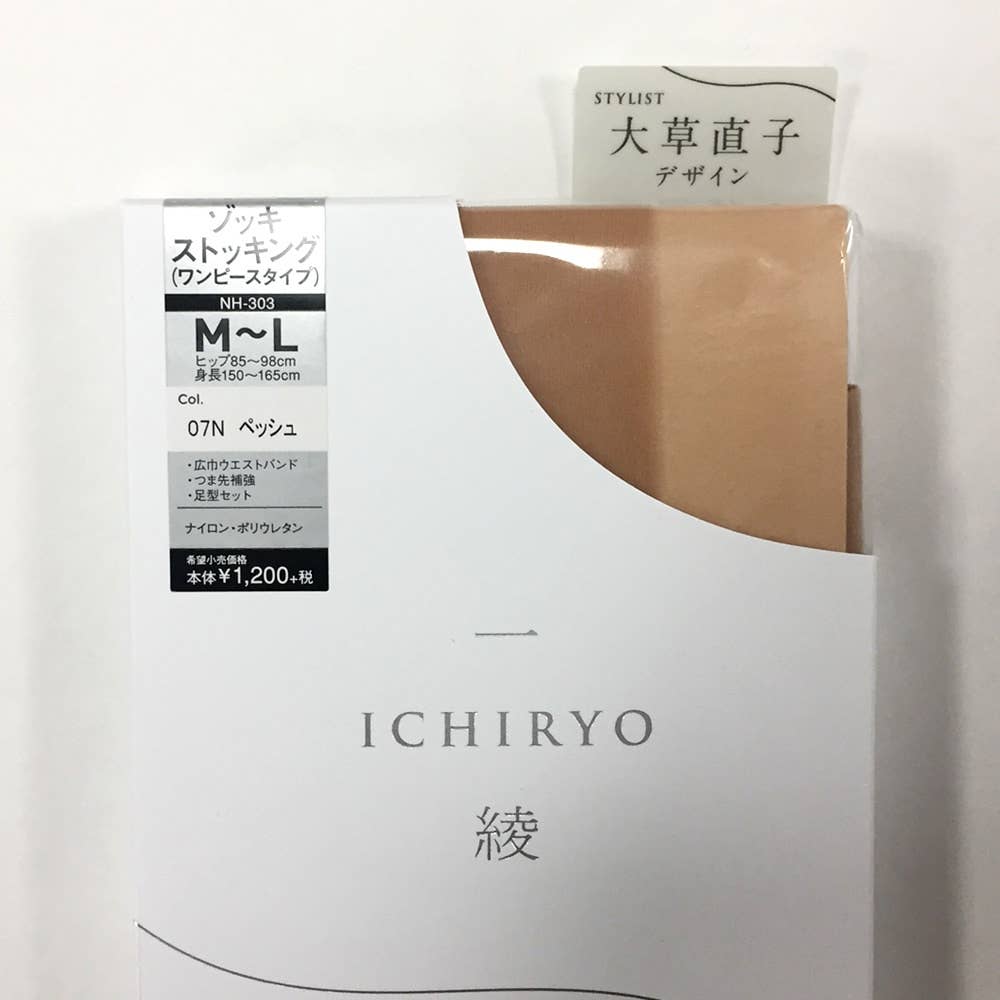 STYLIST
大草直子
デザイン
ゾッキ
ストッキング
(ワンピースタイプ)
NH-303
M〜L
ヒップ85〜98cm
身長150〜165cm
Col.
07N ペッシュ
・広巾ウエストバンド
・つま先補強
・足型セット
ナイロン・ポリウレタン
希望小売価格
本体¥1,200+税
一
ICHIRYO
綾